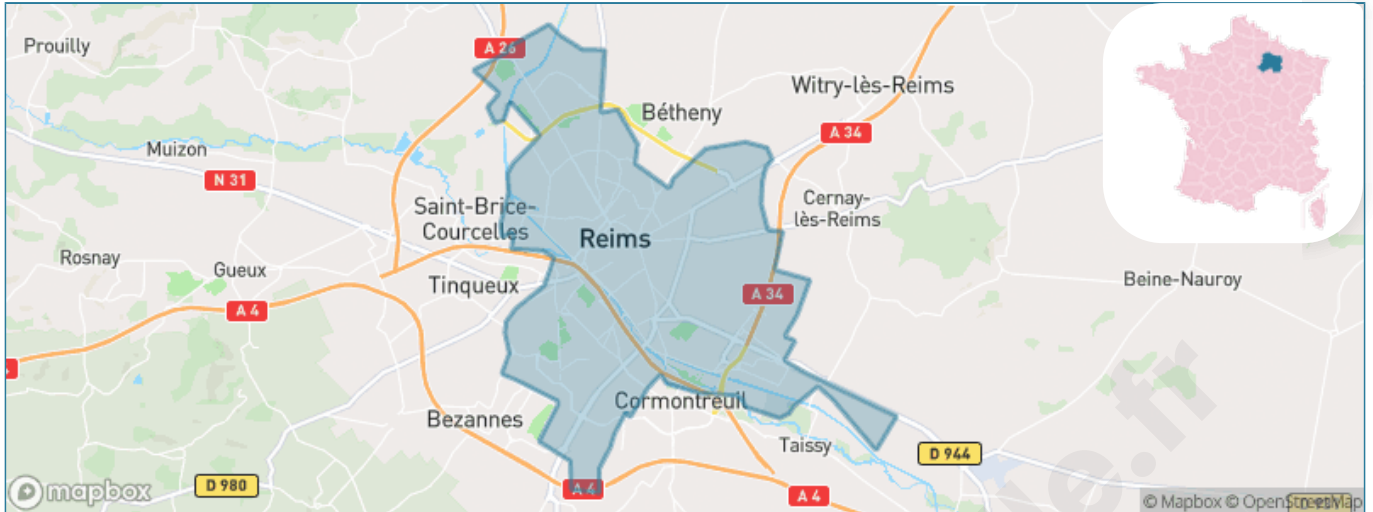 Prouilly
A 26
Witry-lès-Reims
Bétheny
A 34
Muizon
N 31
Saint-Brice-
Courcelles
Cernay-
lès-Reims
Reims
Rosnay
Gueux
Tinqueux
Beine-Nauroy
A 34
A 4
Cormontreuil
Bezannes
Taissy
D 944
D 980
A 4
A 4
mapbox
© Mapbox © OpenStreetMap